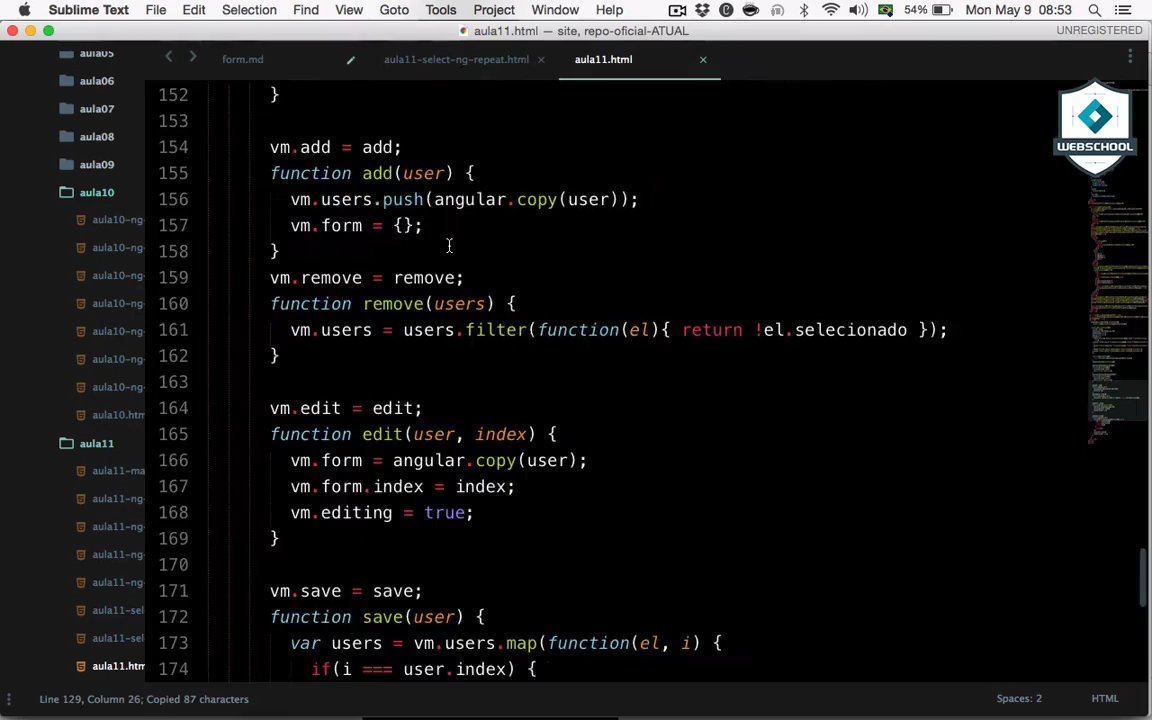 Sublime Text File Edit Selection Find View Goto Tools Project Window Help 54% Mon May 9 08:53
aula11.html — site, repo-oficial-ATUAL UNREGISTERED
form.md aula11-select-ng-repeat.html aula11.html
aula05
aula06
aula07
aula08
aula09
aula10
aula10-ng
aula10-ng
aula10-ng
aula10-ng
aula10-ng
aula10-ng
aula10-ng
aula10.htm
aula11
aula11-ma
aula11-ng
aula11-ng
aula11-ng
aula11-ng
aula11-sel
aula11-sel
aula11.htm
WEBSCHOOL
152 }
153
154 vm.add = add;
155 function add(user) {
156 vm.users.push(angular.copy(user));
157 vm.form = {};
158 }
159 vm.remove = remove;
160 function remove(users) {
161 vm.users = users.filter(function(el){ return !el.selecionado });
162 }
163
164 vm.edit = edit;
165 function edit(user, index) {
166 vm.form = angular.copy(user);
167 vm.form.index = index;
168 vm.editing = true;
169 }
170
171 vm.save = save;
172 function save(user) {
173 var users = vm.users.map(function(el, i) {
174 if(i === user.index) {
Line 129, Column 26; Copied 87 characters Spaces: 2 HTML